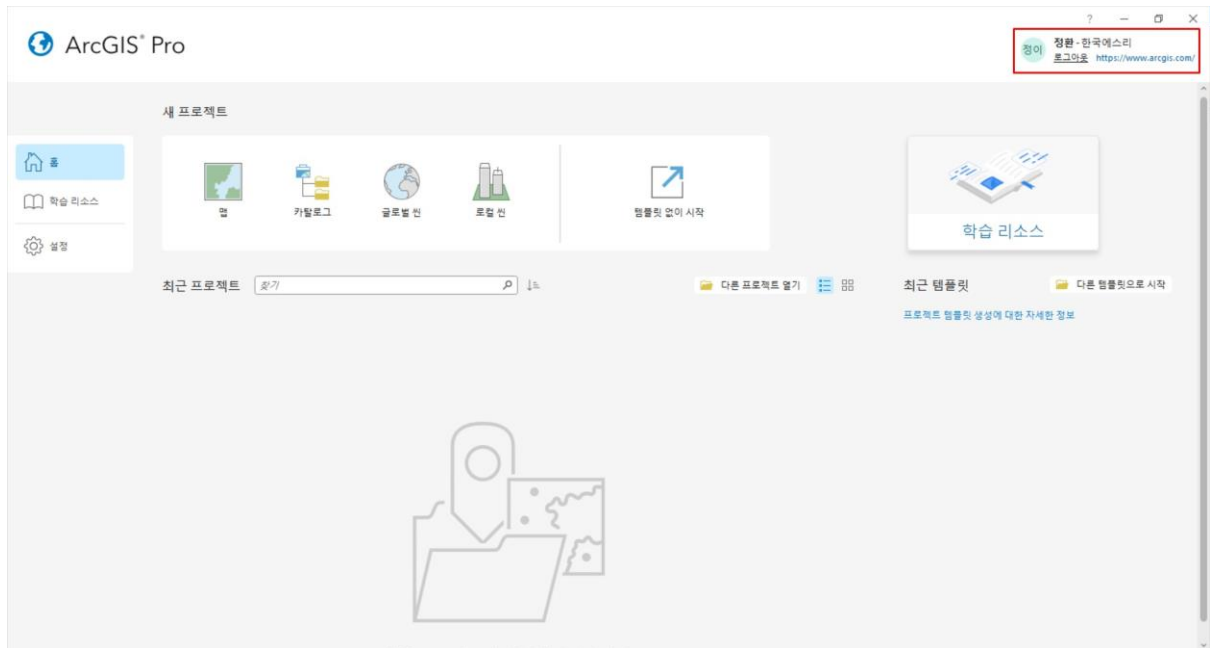 ArcGIS® Pro
?
정이
정환 - 한국에스리
로그아웃 https://www.arcgis.com/
새 프로젝트
홈
학습 리소스
설정
맵
카탈로그
글로벌 씬
로컬 씬
템플릿 없이 시작
학습 리소스
최근 프로젝트
찾기
다른 프로젝트 열기
최근 템플릿
다른 템플릿으로 시작
프로젝트 템플릿 생성에 대한 자세한 정보